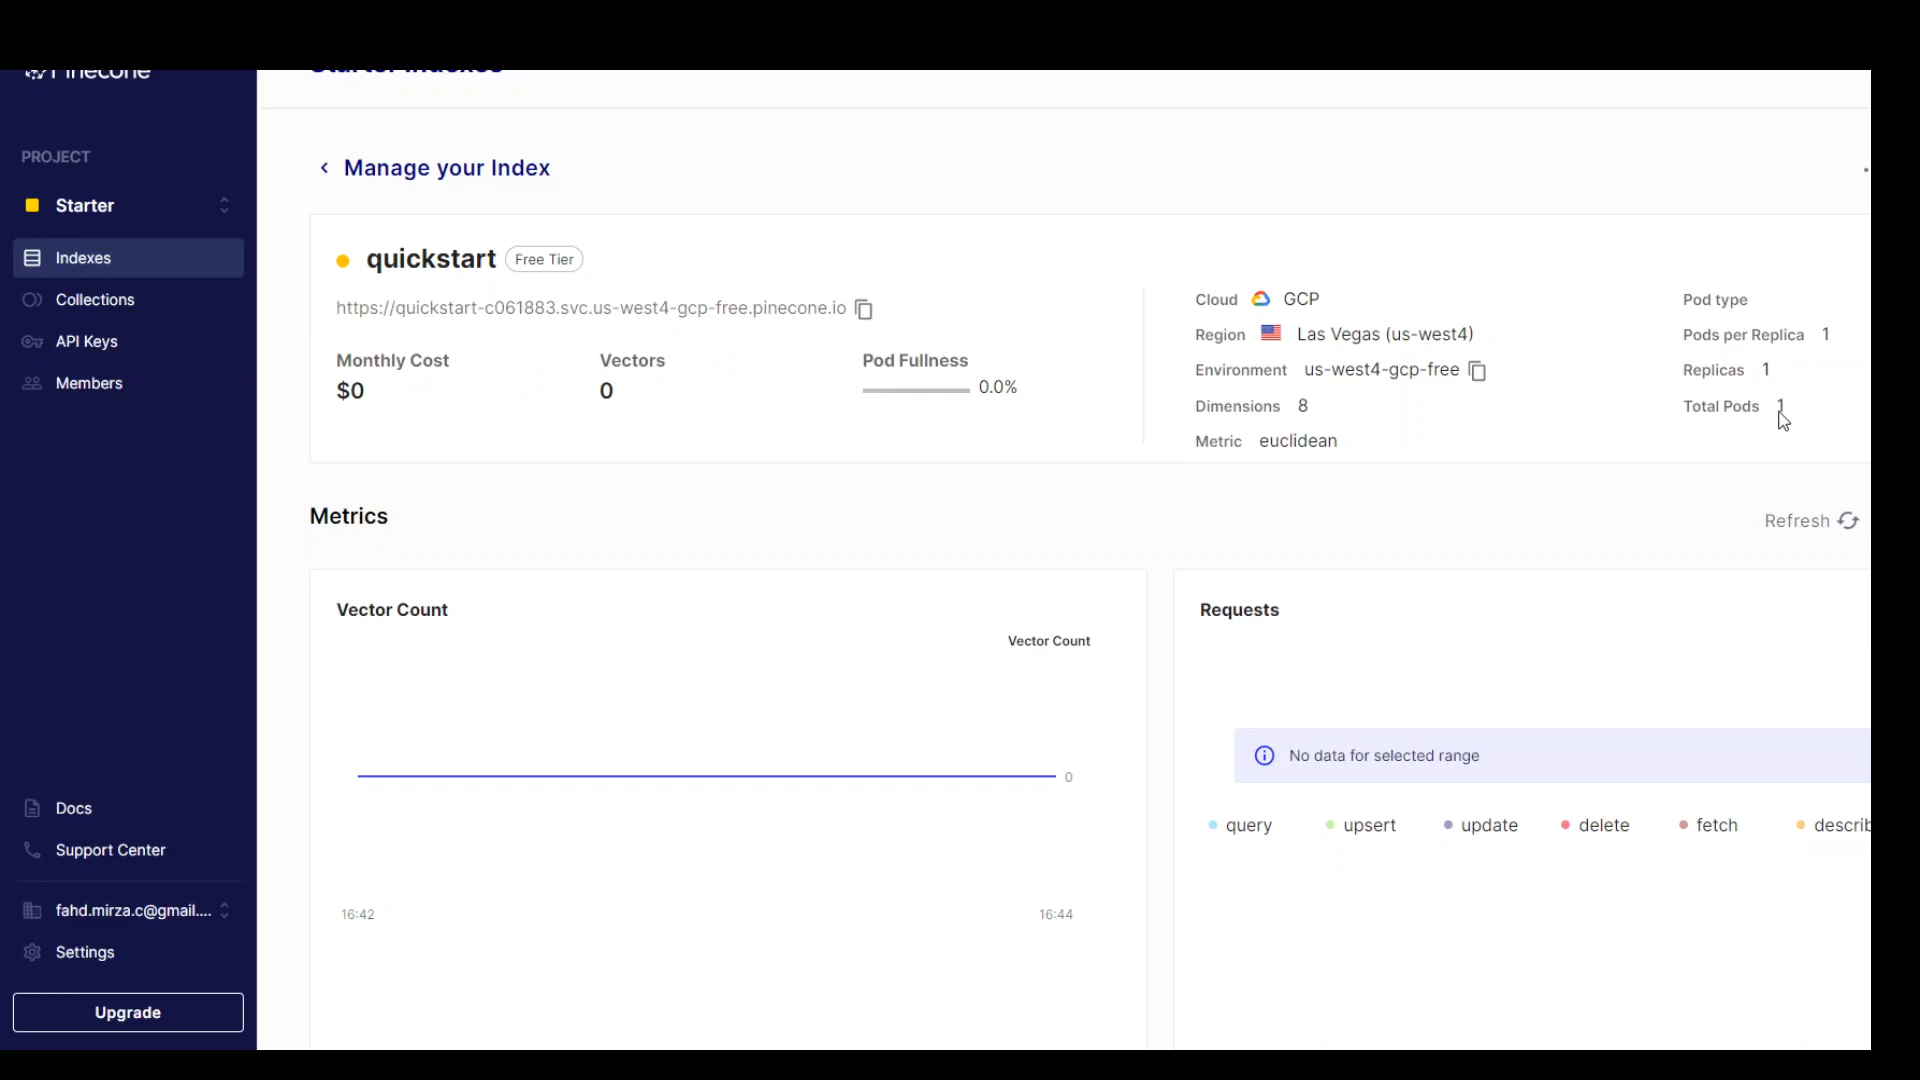 Pinecone
Starter Indexes
PROJECT
Starter
Indexes
Collections
API Keys
Members
Docs
Support Center
fahd.mirza.c@gmail....
Settings
Upgrade
Manage your Index
quickstart Free Tier
https://quickstart-c061883.svc.us-west4-gcp-free.pinecone.io
Monthly Cost Vectors Pod Fullness
$0 0 0.0%
Cloud GCP
Region Las Vegas (us-west4)
Environment us-west4-gcp-free
Dimensions 8
Metric euclidean
Pod type
Pods per Replica 1
Replicas 1
Total Pods 1
Metrics
Refresh
Vector Count
Vector Count
0
16:42 16:44
Requests
No data for selected range
query upsert update delete fetch describ